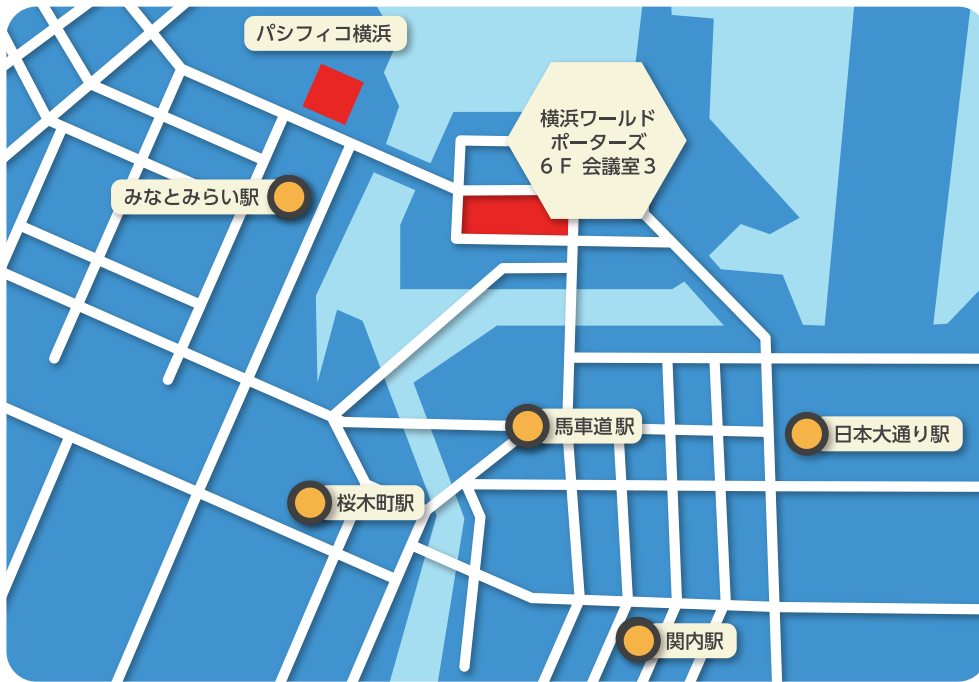 パシフィコ横浜
横浜ワールド
ポーターズ
６Ｆ 会議室３
みなとみらい駅
馬車道駅
日本大通り駅
桜木町駅
関内駅